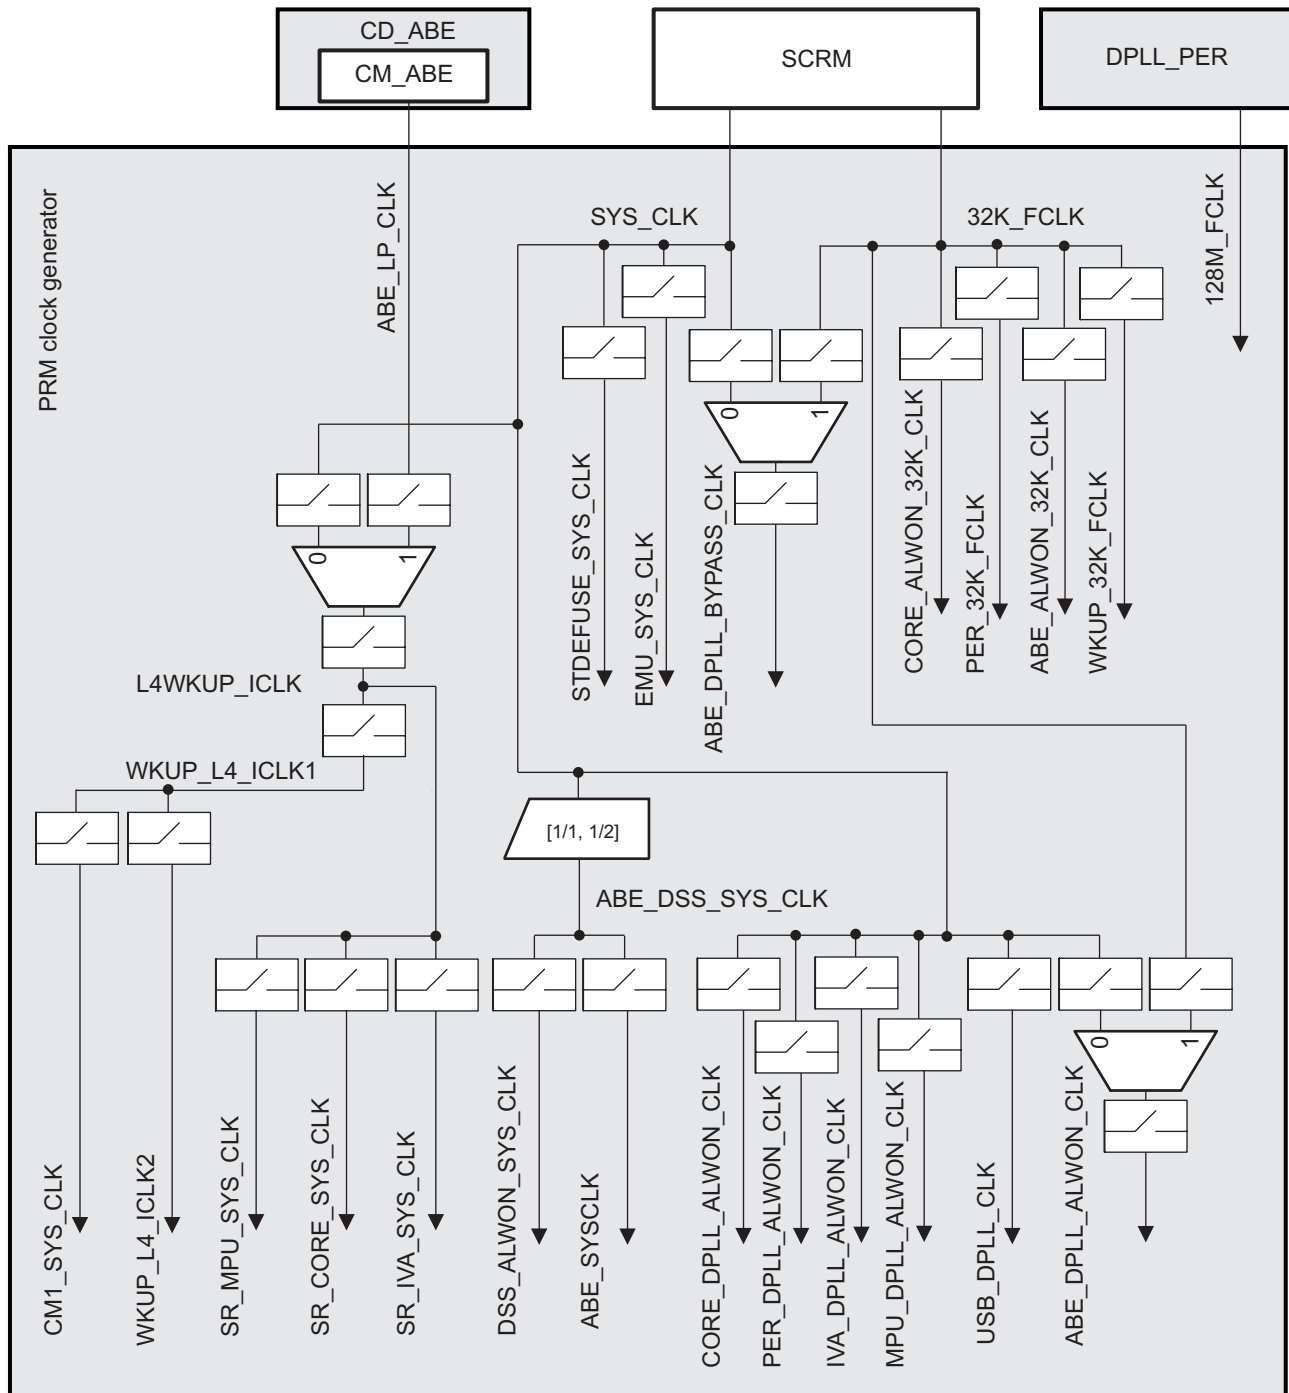 CD_ABE
CM_ABE
SCRM
DPLL_PER
PRM clock generator
ABE_LP_CLK
SYS_CLK
32K_FCLK
128M_FCLK
0
1
STDEFUSE_SYS_CLK
EMU_SYS_CLK
ABE_DPLL_BYPASS_CLK
CORE_ALWON_32K_CLK
PER_32K_FCLK
ABE_ALWON_32K_CLK
WKUP_32K_FCLK
0
1
L4WKUP_ICLK
WKUP_L4_ICLK1
[1/1, 1/2]
ABE_DSS_SYS_CLK
0
1
CM1_SYS_CLK
WKUP_L4_ICLK2
SR_MPU_SYS_CLK
SR_CORE_SYS_CLK
SR_IVA_SYS_CLK
DSS_ALWON_SYS_CLK
ABE_SYSCLK
CORE_DPLL_ALWON_CLK
PER_DPLL_ALWON_CLK
IVA_DPLL_ALWON_CLK
MPU_DPLL_ALWON_CLK
USB_DPLL_CLK
ABE_DPLL_ALWON_CLK